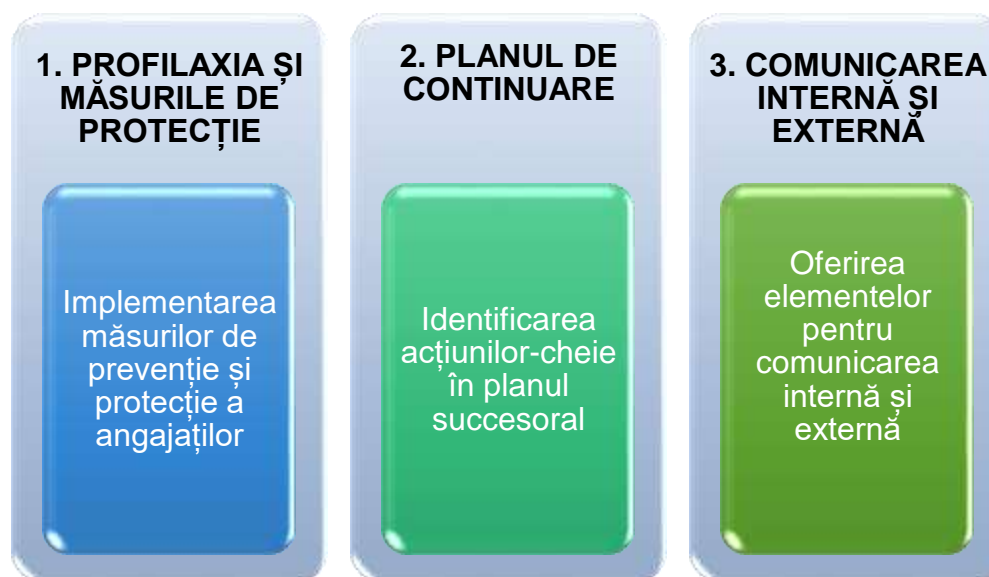 1. PROFILAXIA ȘI
MĂSURILE DE
PROTECȚIE
Implementarea
măsurilor de
prevenție și
protecție a
angajaților
2. PLANUL DE
CONTINUARE
Identificarea
acțiunilor-cheie
în planul
succesoral
3. COMUNICAREA
INTERNĂ ȘI
EXTERNĂ
Oferirea
elementelor
pentru
comunicarea
internă și
externă